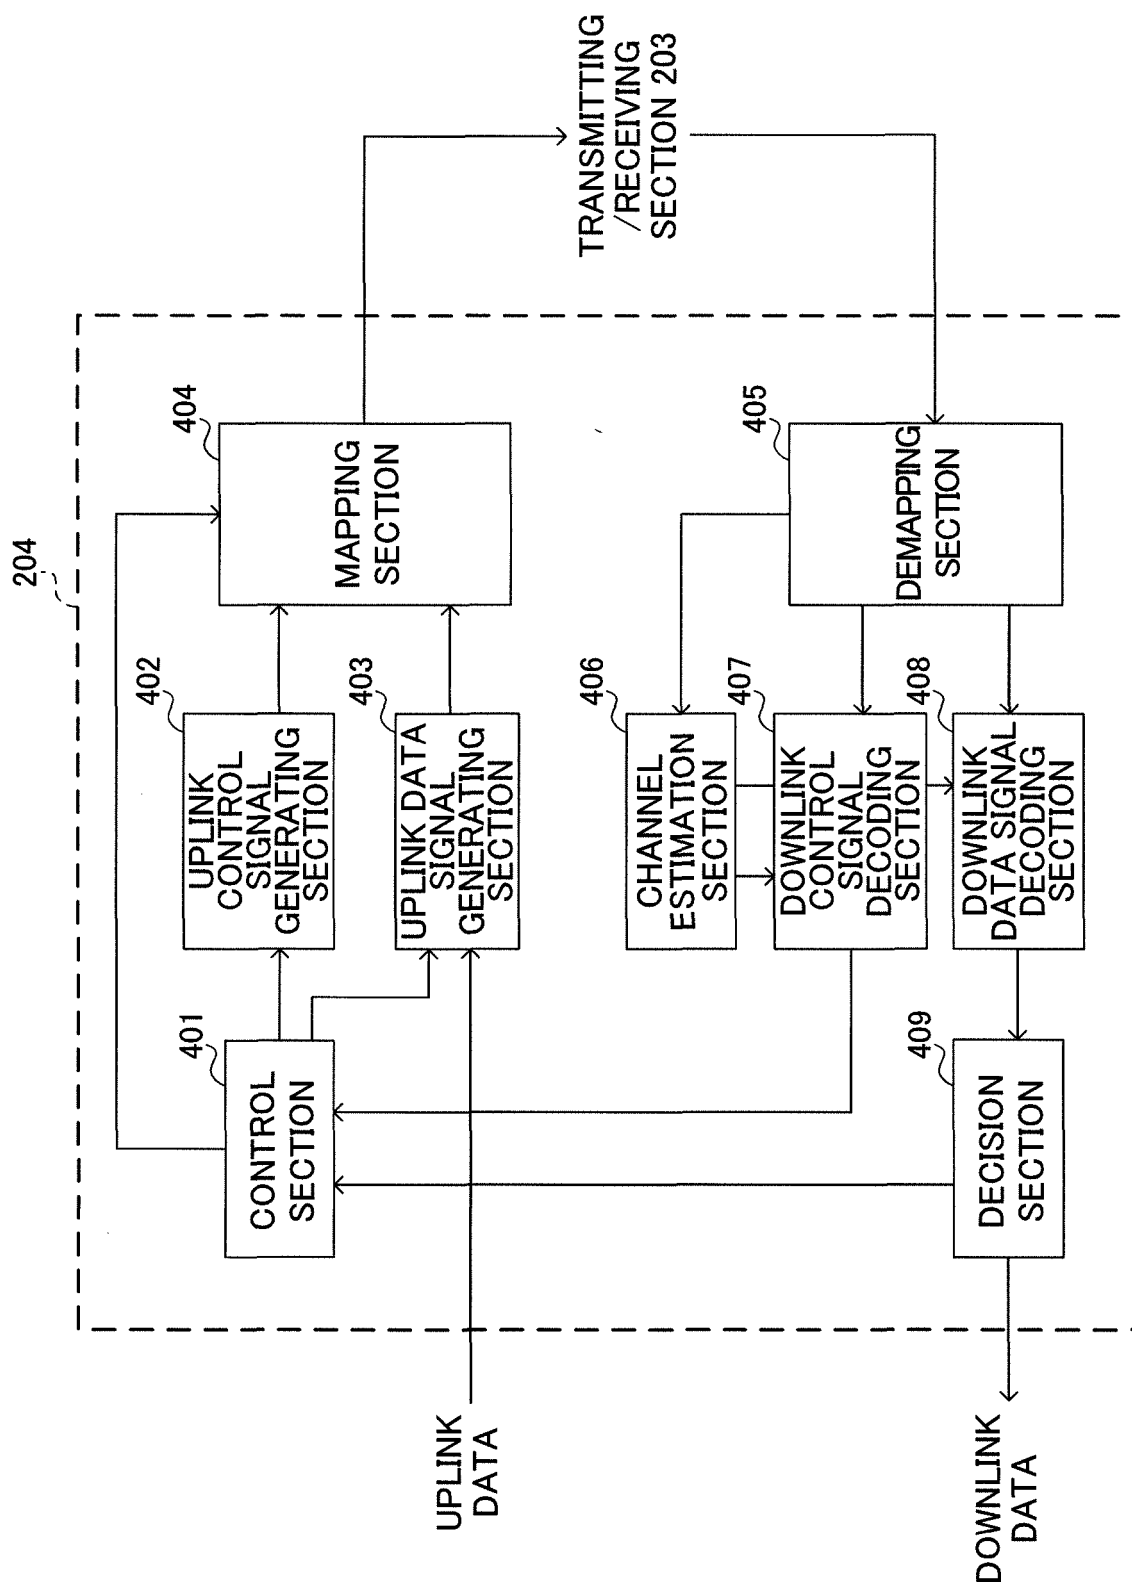 204
401
CONTROL
SECTION
402
UPLINK
CONTROL
SIGNAL
GENERATING
SECTION
403
UPLINK DATA
SIGNAL
GENERATING
SECTION
404
MAPPING
SECTION
TRANSMITTING
/RECEIVING
SECTION 203
UPLINK
DATA
405
DEMAPPING
SECTION
406
CHANNEL
ESTIMATION
SECTION
407
DOWNLINK
CONTROL
SIGNAL
DECODING
SECTION
408
DOWNLINK
DATA SIGNAL
DECODING
SECTION
409
DECISION
SECTION
DOWNLINK
DATA